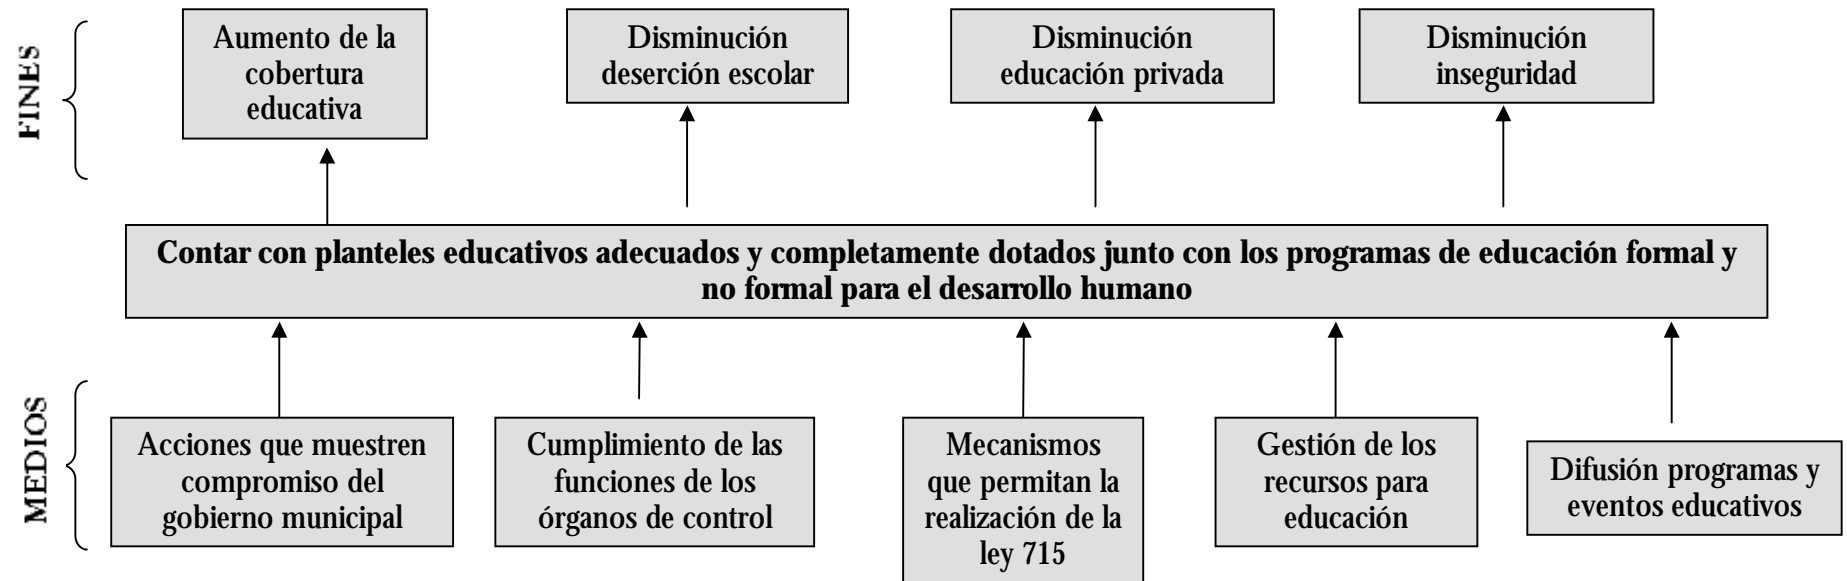 FINES
Aumento de la
cobertura
educativa
Disminución
deserción escolar
Disminución
educación privada
Disminución
inseguridad
Contar con planteles educativos adecuados y completamente dotados junto con los programas de educación formal y
no formal para el desarrollo humano
MEDIOS
Acciones que muestren
compromiso del
gobierno municipal
Cumplimiento de las
funciones de los
órganos de control
Mecanismos
que permitan la
realización de la
ley 715
Gestión de los
recursos para
educación
Difusión programas y
eventos educativos